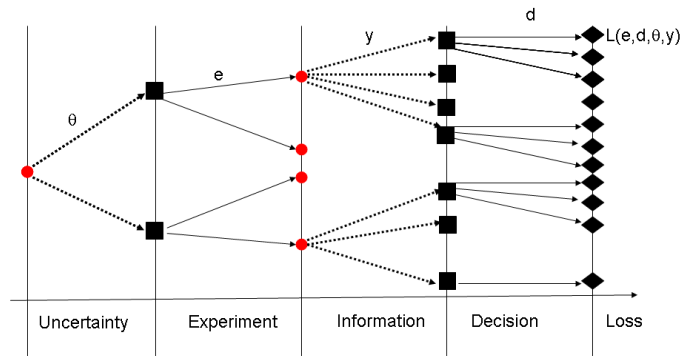 d
y
L(e,d,θ,y)
e
θ
Uncertainty
Experiment
Information
Decision
Loss